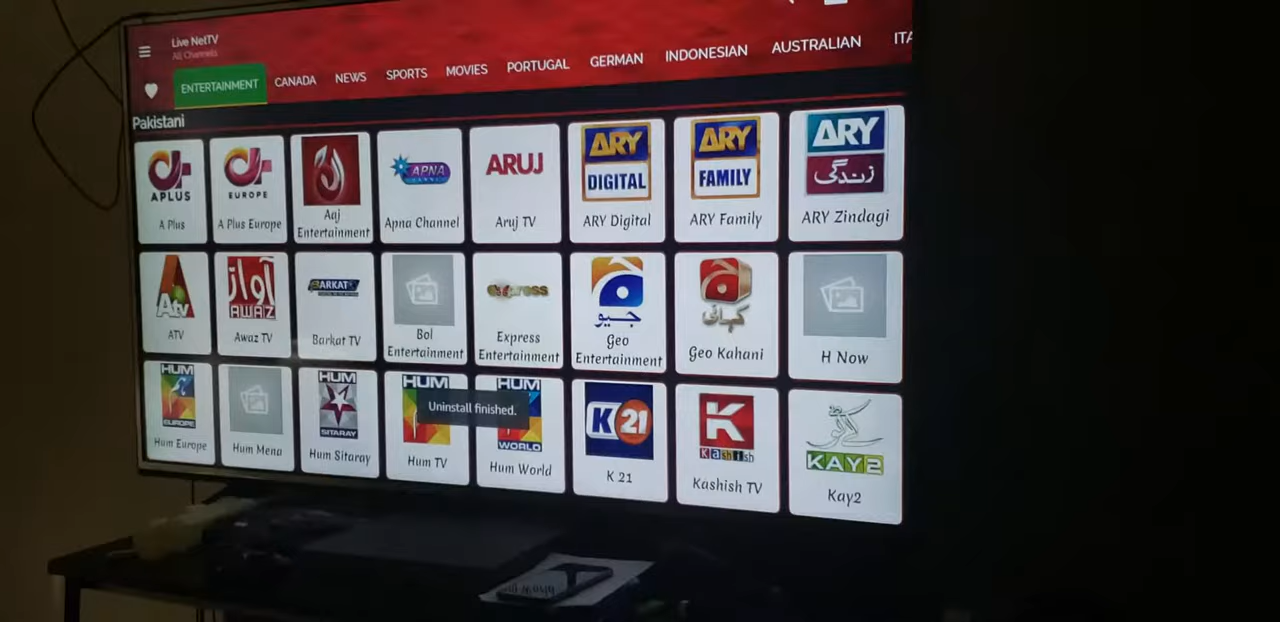 Live NetTV
All Channels
ENTERTAINMENT CANADA NEWS SPORTS MOVIES PORTUGAL GERMAN INDONESIAN AUSTRALIAN ITA
Pakistani
APLUS
A Plus
EUROPE
A Plus Europe
Aaj
Entertainment
APNA
Apna Channel
ARUJ
Aruj TV
ARY
DIGITAL
ARY Digital
ARY
FAMILY
ARY Family
ARY
زندگی
ARY Zindagi
Atv
ATV
آواز
AWAZ
Awaz TV
BARKAT
Barkat TV
Bol
Entertainment
Express
Express
Entertainment
جیو
Geo
Entertainment
کہانی
Geo Kahani
H Now
HUM
EUROPE
Hum Europe
Hum Mena
HUM
SITARAY
Hum Sitaray
HUM
Hum TV
HUM
WORLD
Hum World
Uninstall finished.
K21
K 21
K
Kashish
Kashish TV
KAY2
Kay2